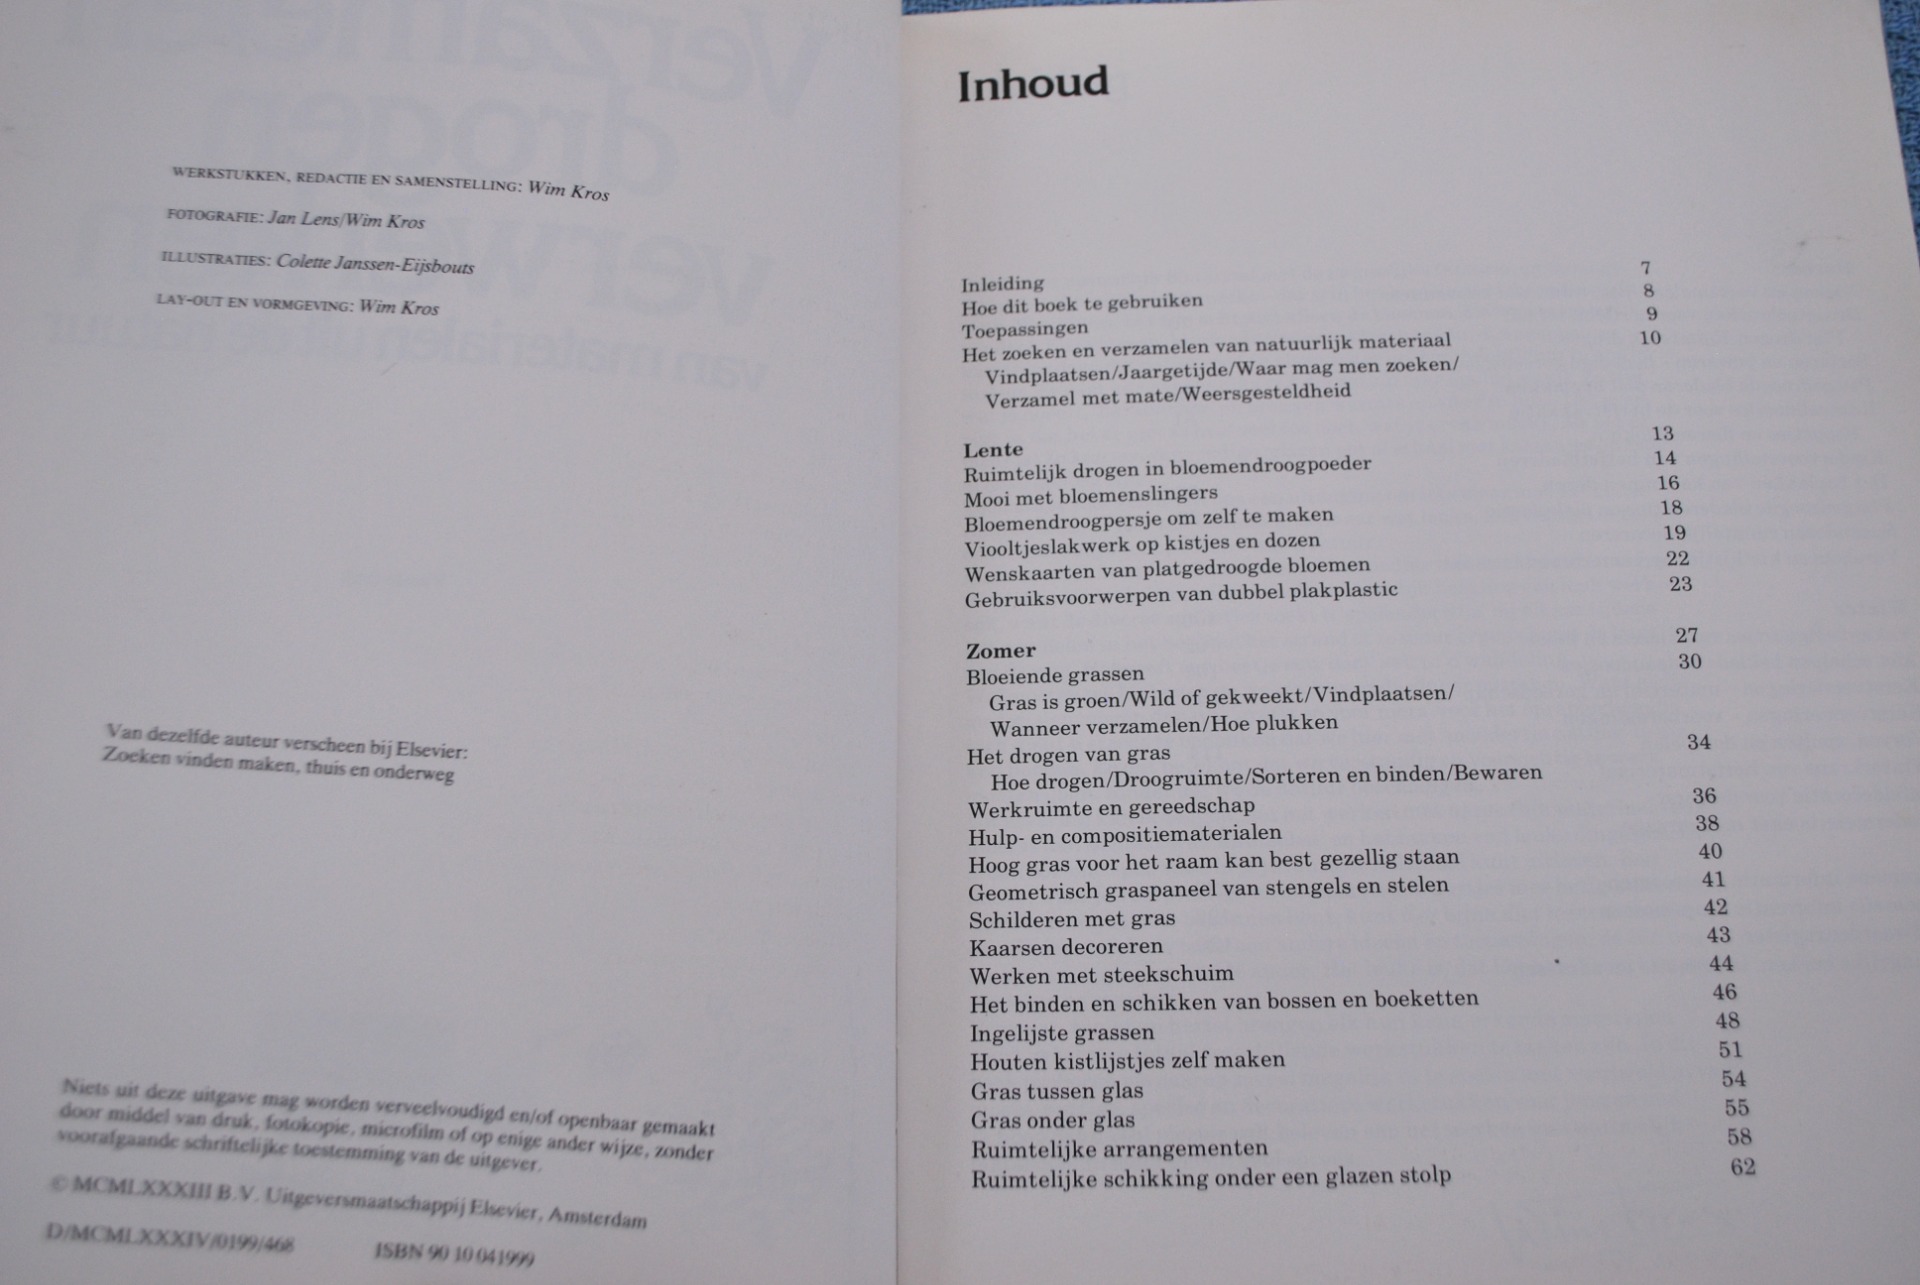 WERKSTUKKEN, REDACTIE EN SAMENSTELLING: Wim Kros
FOTOGRAFIE: Jan Lens/Wim Kros
ILLUSTRATIES: Colette Janssen-Eijsbouts
LAY-OUT EN VORMGEVING: Wim Kros
Van dezelfde auteur verscheen bij Elsevier:
Zoeken vinden maken, thuis en onderweg
Niets uit deze uitgave mag worden verveelvoudigd en/of openbaar gemaakt
door middel van druk, fotokopie, microfilm of op enige ander wijze, zonder
voorafgaande schriftelijke toestemming van de uitgever.
© MCMLXXXIII B.V. Uitgeversmaatschappij Elsevier, Amsterdam
D/MCMLXXXIV/0199/468 ISBN 90 10 041999
Inhoud
Inleiding 7
Hoe dit boek te gebruiken 8
Toepassingen 9
Het zoeken en verzamelen van natuurlijk materiaal 10
Vindplaatsen/Jaargetijde/Waar mag men zoeken/
Verzamel met mate/Weersgesteldheid
Lente 13
Ruimtelijk drogen in bloemendroogpoeder 14
Mooi met bloemenslingers 16
Bloemendroogpersje om zelf te maken 18
Viooltjeslakwerk op kistjes en dozen 19
Wenskaarten van platgedroogde bloemen 22
Gebruiksvoorwerpen van dubbel plakplastic 23
Zomer 27
Bloeiende grassen 30
Gras is groen/Wild of gekweekt/Vindplaatsen/
Wanneer verzamelen/Hoe plukken
Het drogen van gras 34
Hoe drogen/Droogruimte/Sorteren en binden/Bewaren
Werkruimte en gereedschap 36
Hulp- en compositiematerialen 38
Hoog gras voor het raam kan best gezellig staan 40
Geometrisch graspaneel van stengels en stelen 41
Schilderen met gras 42
Kaarsen decoreren 43
Werken met steekschuim 44
Het binden en schikken van bossen en boeketten 46
Ingelijste grassen 48
Houten kistlijstjes zelf maken 51
Gras tussen glas 54
Gras onder glas 55
Ruimtelijke arrangementen 58
Ruimtelijke schikking onder een glazen stolp 62